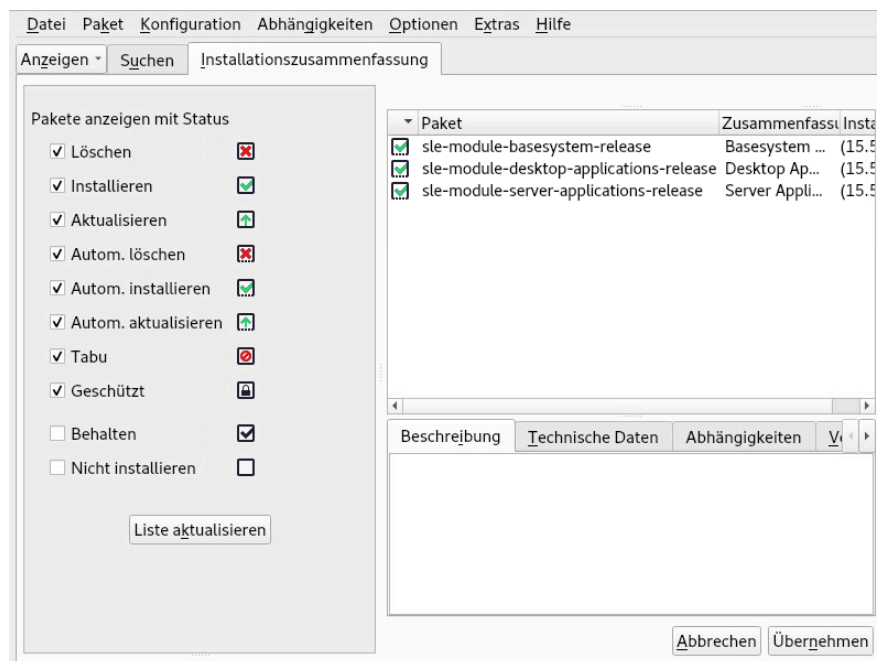 Datei Paket Konfiguration Abhängigkeiten Optionen Extras Hilfe
Anzeigen Suchen Installationszusammenfassung
Pakete anzeigen mit Status
Löschen
Installieren
Aktualisieren
Autom. löschen
Autom. installieren
Autom. aktualisieren
Tabu
Geschützt
Behalten
Nicht installieren
Liste aktualisieren
Paket Zusammenfassu Insta
sle-module-basesystem-release Basesystem ... (15.5
sle-module-desktop-applications-release Desktop Ap... (15.5
sle-module-server-applications-release Server Appli... (15.5
Beschreibung Technische Daten Abhängigkeiten
Abbrechen Übernehmen